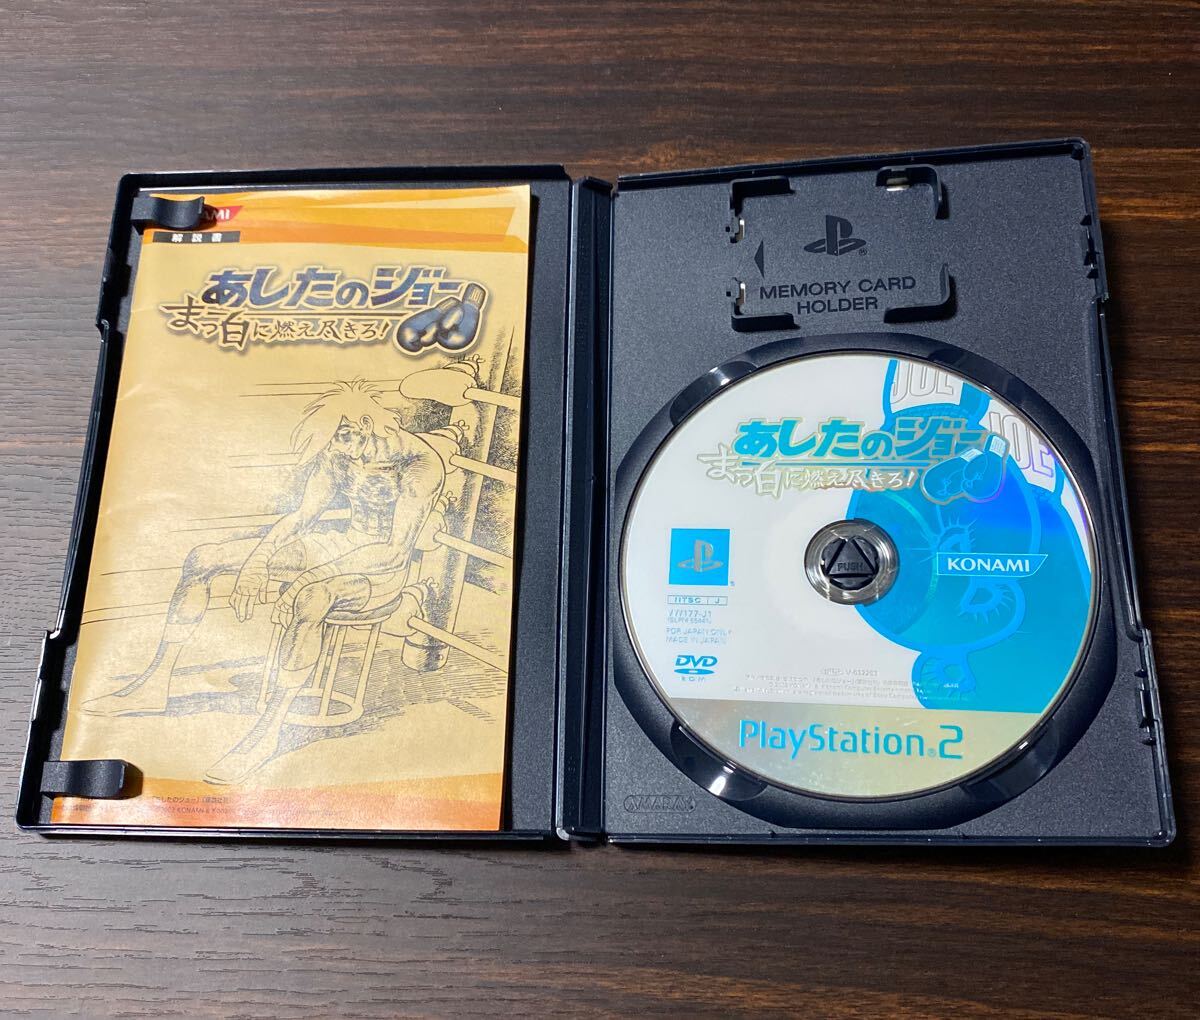 解説書
あしたのジョー
まっ白に燃え尽きろ!
MEMORY CARD
HOLDER
JOE
JOE
あしたのジョー
まっ白に燃え尽きろ!
PUSH
KONAMI
NTSC J
FOR JAPAN ONLY
MADE IN JAPAN
DVD
ROM
PlayStation®2
AMARAY